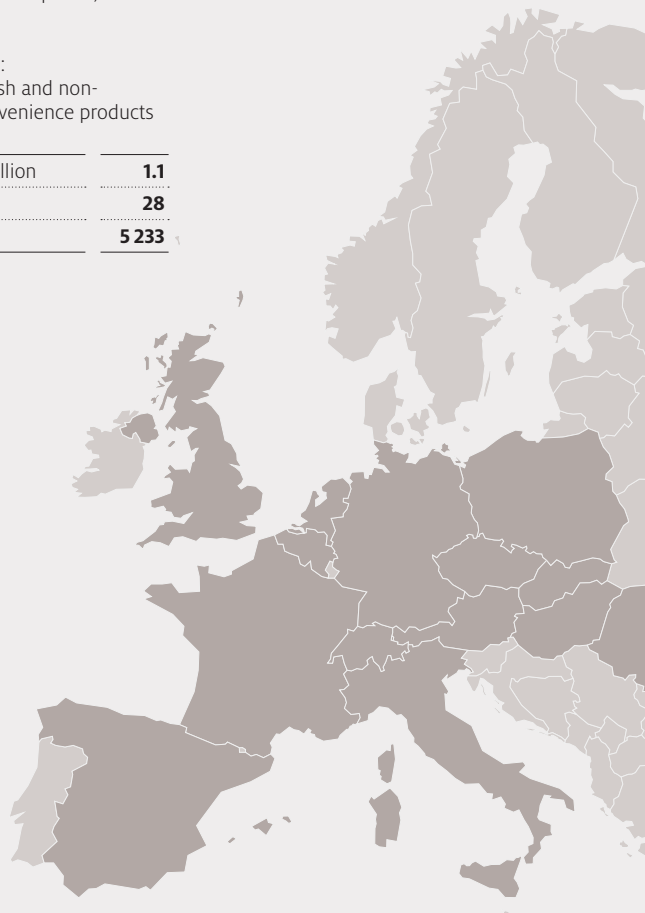 :
sh and non-
venience products
llion 1.1
28
5 233